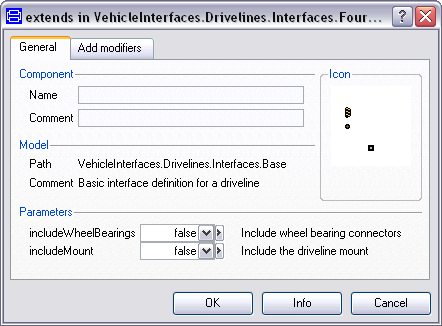 extends in VehicleInterfaces.Drivelines.Interfaces.Four...
General
Add modifiers
Component
Icon
Name
Comment
Model
Path VehicleInterfaces.Drivelines.Interfaces.Base
Comment Basic interface definition for a driveline
Parameters
includeWheelBearings false Include wheel bearing connectors
includeMount false Include the driveline mount
OK
Info
Cancel